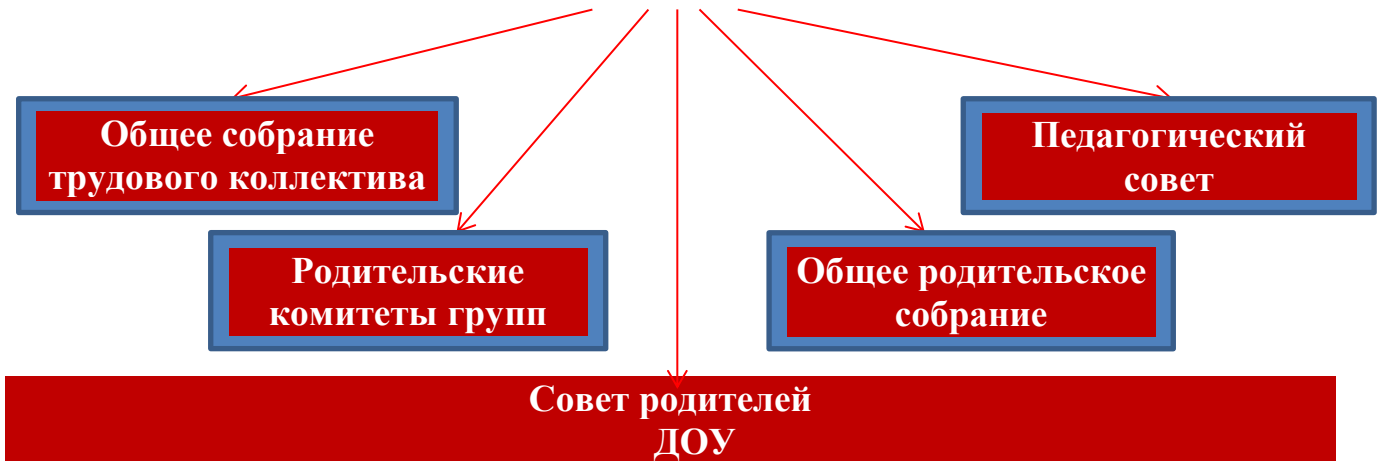 Общее собрание
трудового коллектива
Педагогический
совет
Родительские
комитеты групп
Общее родительское
собрание
Совет родителей
ДОУ